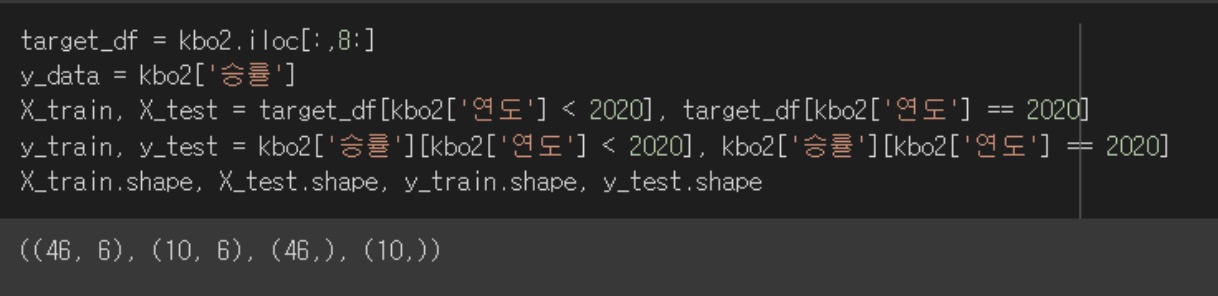 target_df = kbo2.iloc[:,8:]
y_data = kbo2['승률']
X_train, X_test = target_df[kbo2['연도'] < 2020], target_df[kbo2['연도'] == 2020]
y_train, y_test = kbo2['승률'][kbo2['연도'] < 2020], kbo2['승률'][kbo2['연도'] == 2020]
X_train.shape, X_test.shape, y_train.shape, y_test.shape
((46, 6), (10, 6), (46,), (10,))